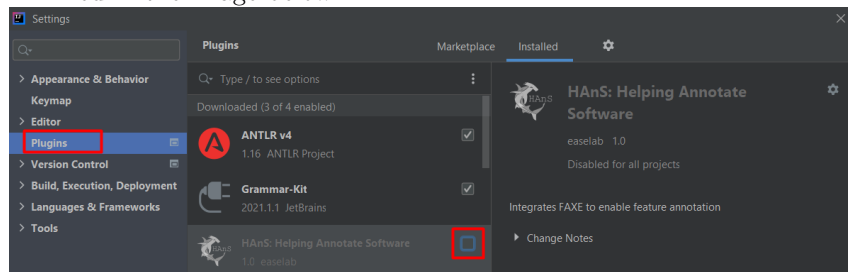 Settings
Plugins
Marketplace
Installed
Appearance & Behavior
Keymap
Editor
Plugins
Version Control
Build, Execution, Deployment
Languages & Frameworks
Tools
Type / to see options
Downloaded (3 of 4 enabled)
ANTLR v4
1.16 ANTLR Project
Grammar-Kit
2021.1.1 JetBrains
HAnS
HAnS: Helping Annotate Software
1.0 easelab
HAnS
HAnS: Helping Annotate
Software
easelab 1.0
Disabled for all projects
Integrates FAXE to enable feature annotation
Change Notes